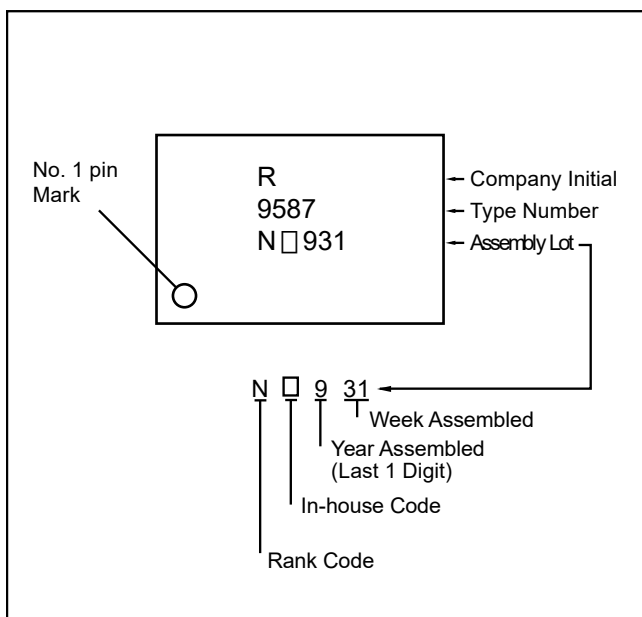 No. 1 pin
Mark
R
9587
N□931
Company Initial
Type Number
Assembly Lot
N □ 9 31
Week Assembled
Year Assembled
(Last 1 Digit)
In-house Code
Rank Code